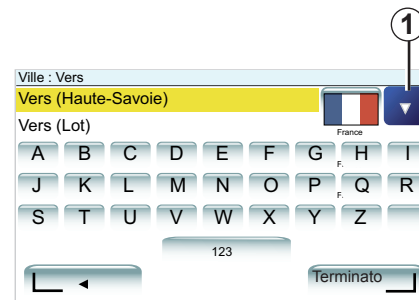 1
Ville : Vers
Vers (Haute-Savoie)
Vers (Lot)
France
A B C D E F G F. H I
J K L M N O P F. Q R
S T U V W X Y Z
123
Terminato